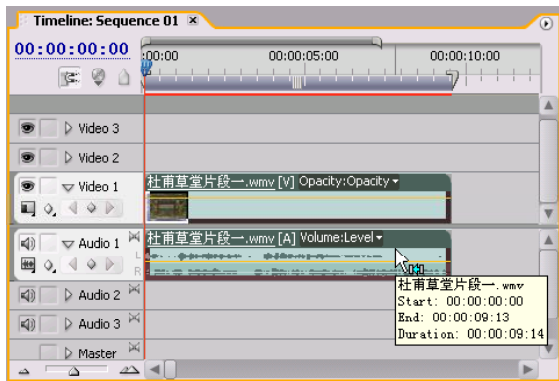 Timeline: Sequence 01 ×
00:00:00:00
:00:00 00:00:05:00 00:00:10:00
Video 3
Video 2
Video 1
杜甫草堂片段一.wmv [V] Opacity:Opacity
Audio 1
杜甫草堂片段一.wmv [A] Volume:Level
L
R
杜甫草堂片段一.wmv
Start: 00:00:00:00
End: 00:00:09:13
Duration: 00:00:09:14
Audio 2
Audio 3
Master